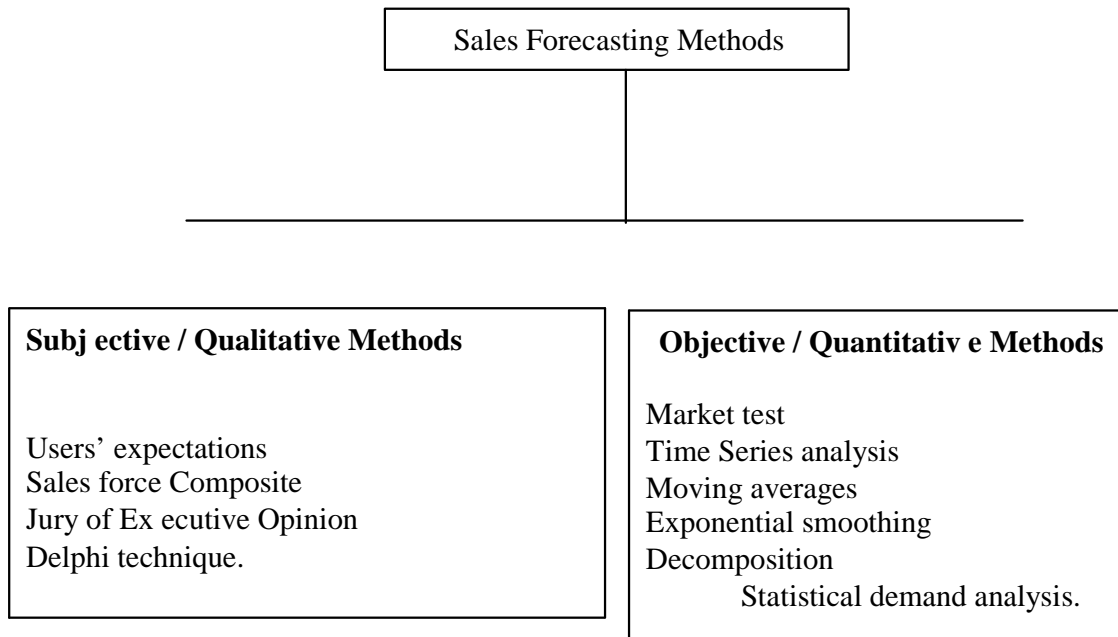 Sales Forecasting Methods
Subj ective / Qualitative Methods
Users’ expectations
Sales force Composite
Jury of Ex ecutive Opinion
Delphi technique.
Objective / Quantitativ e Methods
Market test
Time Series analysis
Moving averages
Exponential smoothing
Decomposition
Statistical demand analysis.